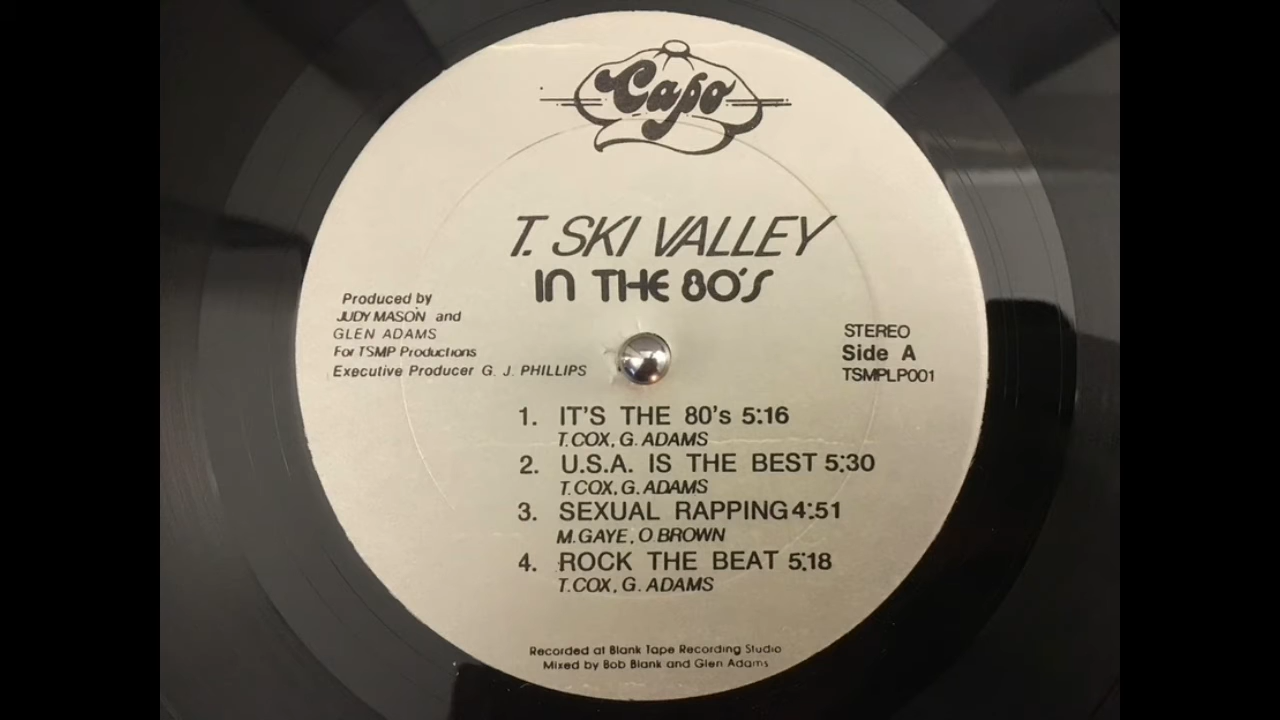 Capo
T. SKI VALLEY
IN THE 80'S
Produced by
JUDY MASON and
GLEN ADAMS
For TSMP Productions
Executive Producer G. J. PHILLIPS
STEREO
Side A
TSMPLP001
1. IT'S THE 80's 5:16
T.COX, G. ADAMS
2. U.S.A. IS THE BEST 5:30
T.COX, G. ADAMS
3. SEXUAL RAPPING 4:51
M.GAYE, O.BROWN
4. ROCK THE BEAT 5:18
T.COX, G. ADAMS
Recorded at Blank Tape Recording Studio
Mixed by Bob Blank and Glen Adams